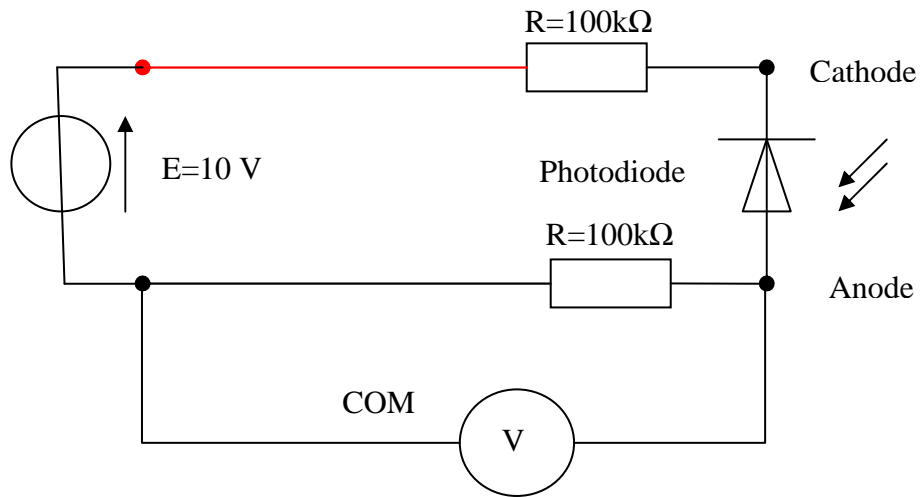 R=100kΩ
Cathode
E=10 V
Photodiode
R=100kΩ
Anode
COM
V